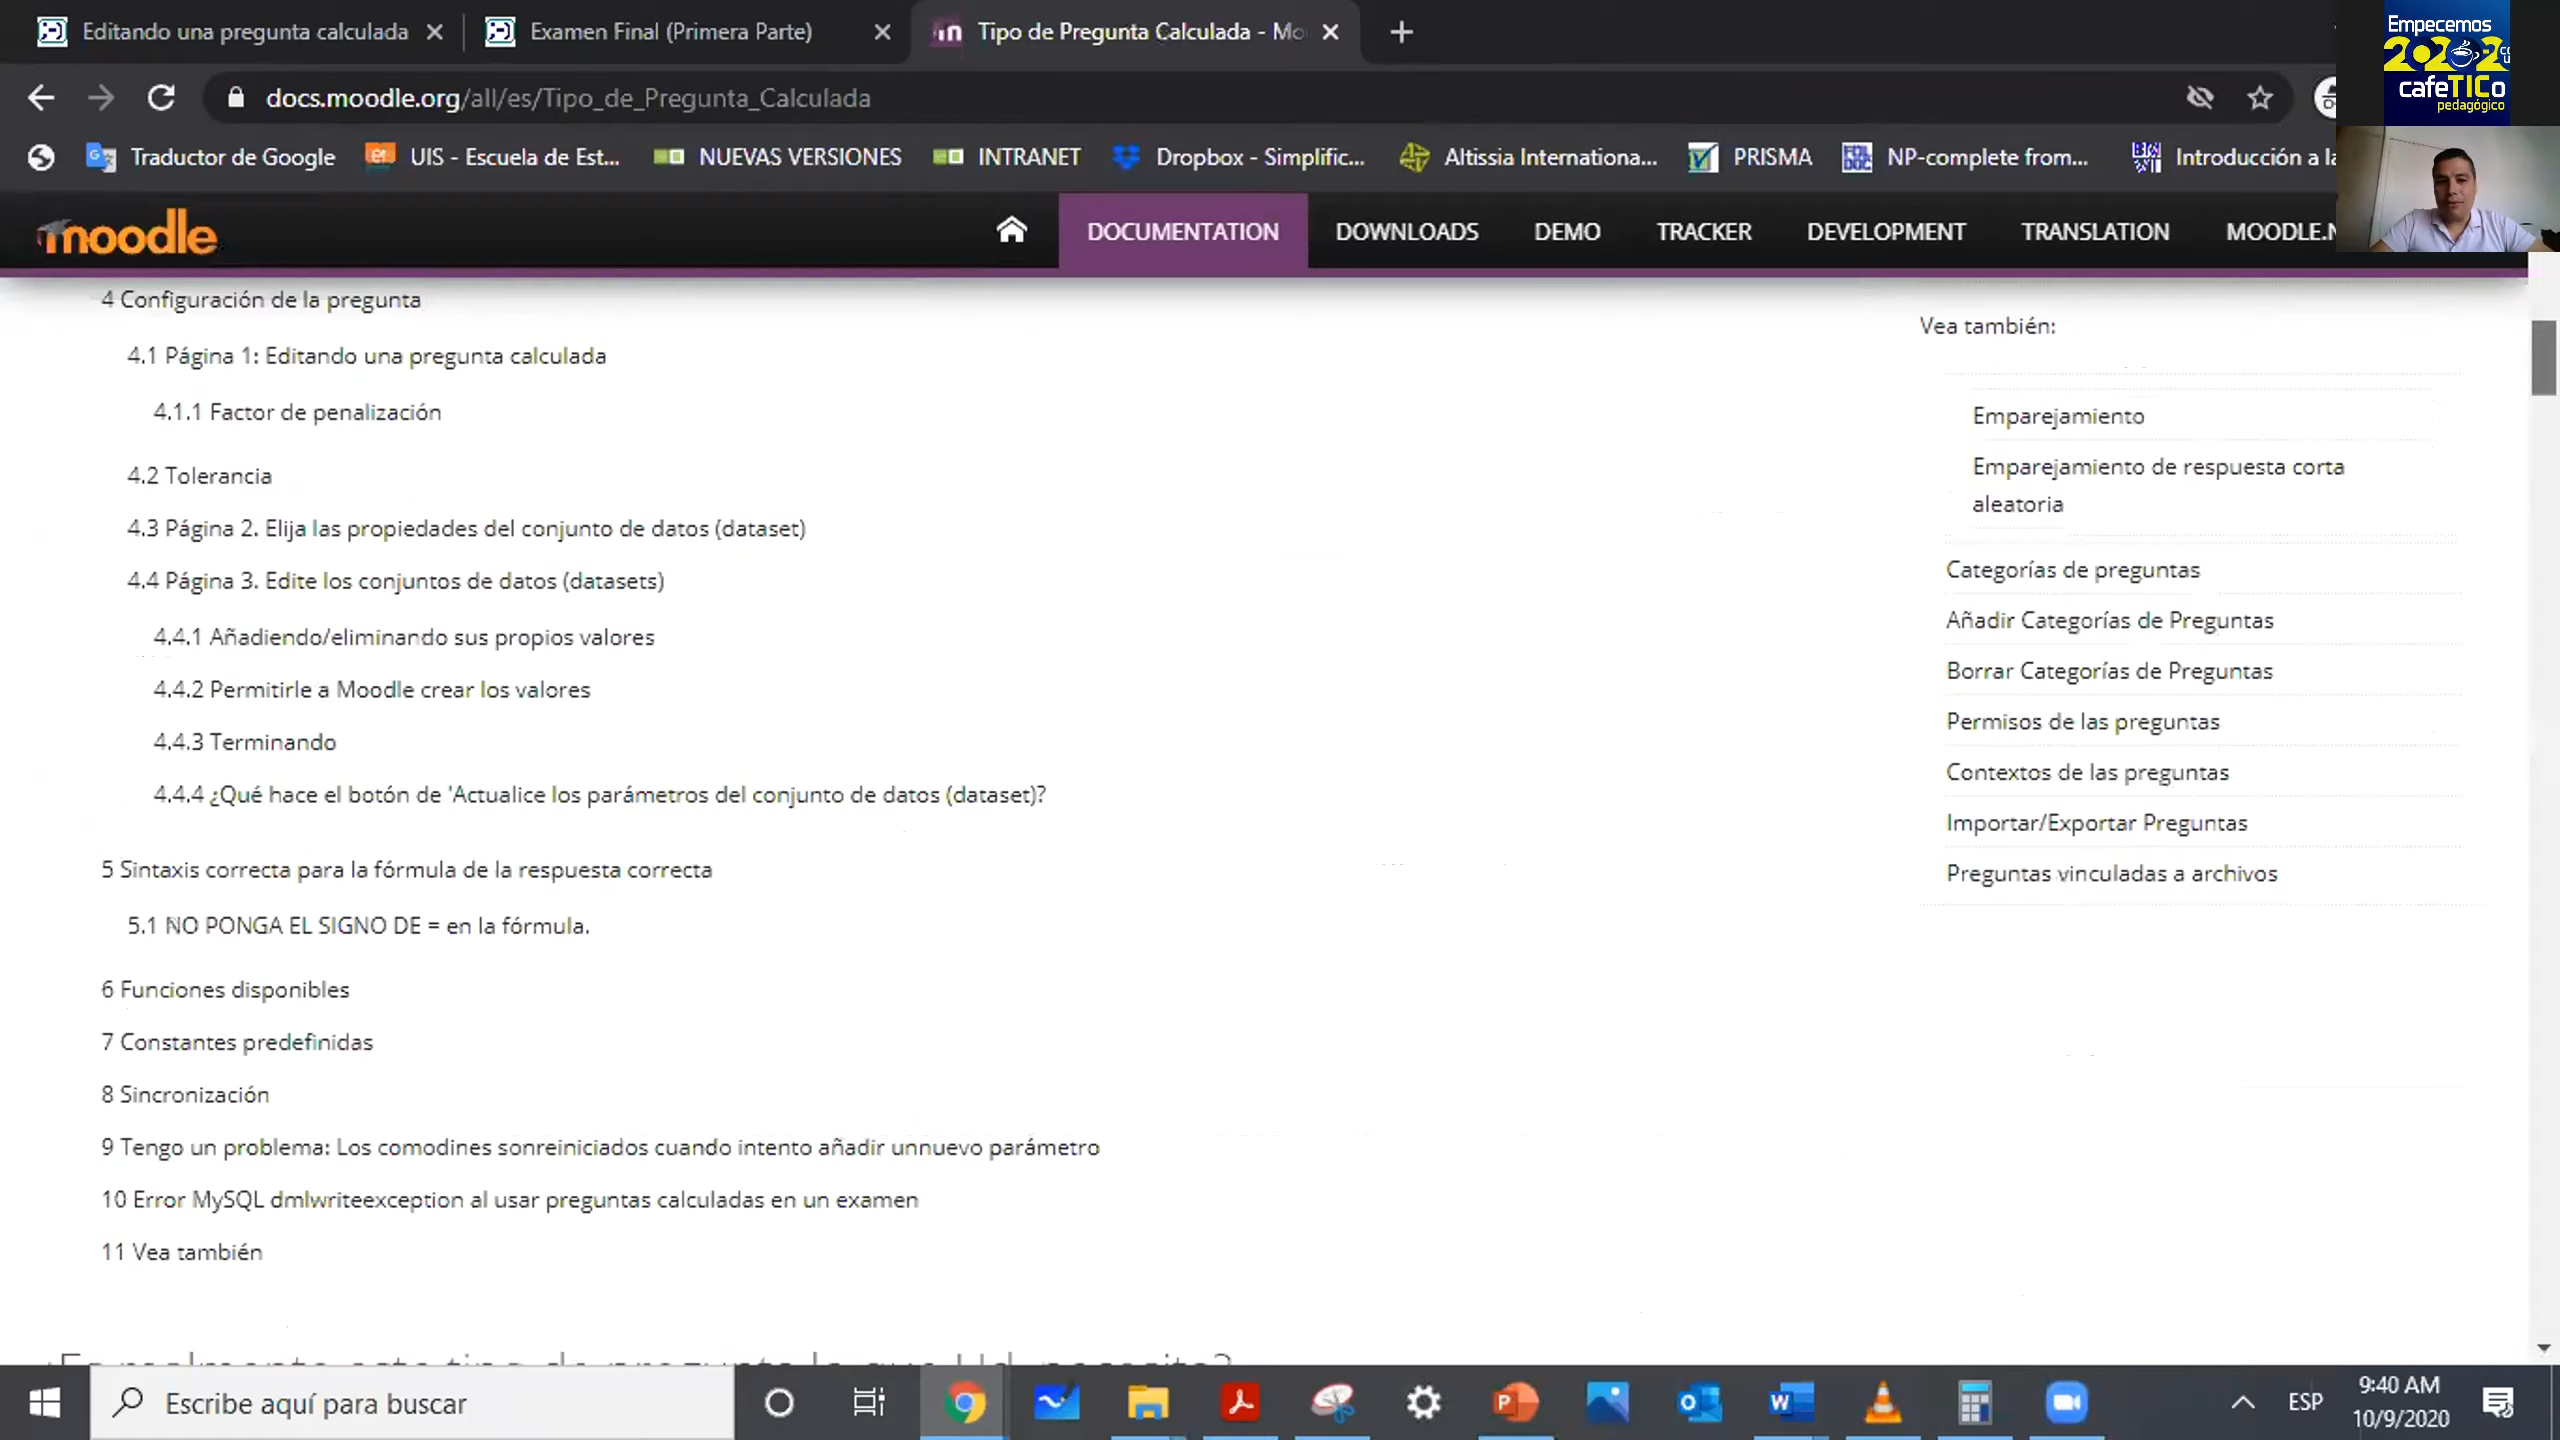 Editando una pregunta calculada
Examen Final (Primera Parte)
Tipo de Pregunta Calculada - Mo
docs.moodle.org/all/es/Tipo_de_Pregunta_Calculada
Traductor de Google
UIS - Escuela de Est...
NUEVAS VERSIONES
INTRANET
Dropbox - Simplific...
Altissia Internationa...
PRISMA
NP-complete from...
Introducción a la
Empecemos
2020-2
cafeTICo
pedagógico
moodle
DOCUMENTATION
DOWNLOADS
DEMO
TRACKER
DEVELOPMENT
TRANSLATION
MOODLE.N
4 Configuración de la pregunta
4.1 Página 1: Editando una pregunta calculada
4.1.1 Factor de penalización
4.2 Tolerancia
4.3 Página 2. Elija las propiedades del conjunto de datos (dataset)
4.4 Página 3. Edite los conjuntos de datos (datasets)
4.4.1 Añadiendo/eliminando sus propios valores
4.4.2 Permitirle a Moodle crear los valores
4.4.3 Terminando
4.4.4 ¿Qué hace el botón de 'Actualice los parámetros del conjunto de datos (dataset)?
5 Sintaxis correcta para la fórmula de la respuesta correcta
5.1 NO PONGA EL SIGNO DE = en la fórmula.
6 Funciones disponibles
7 Constantes predefinidas
8 Sincronización
9 Tengo un problema: Los comodines sonreiniciados cuando intento añadir unnuevo parámetro
10 Error MySQL dmlwriteexception al usar preguntas calculadas en un examen
11 Vea también
Vea también:
Emparejamiento
Emparejamiento de respuesta corta
aleatoria
Categorías de preguntas
Añadir Categorías de Preguntas
Borrar Categorías de Preguntas
Permisos de las preguntas
Contextos de las preguntas
Importar/Exportar Preguntas
Preguntas vinculadas a archivos
Escribe aquí para buscar
ESP
9:40 AM
10/9/2020